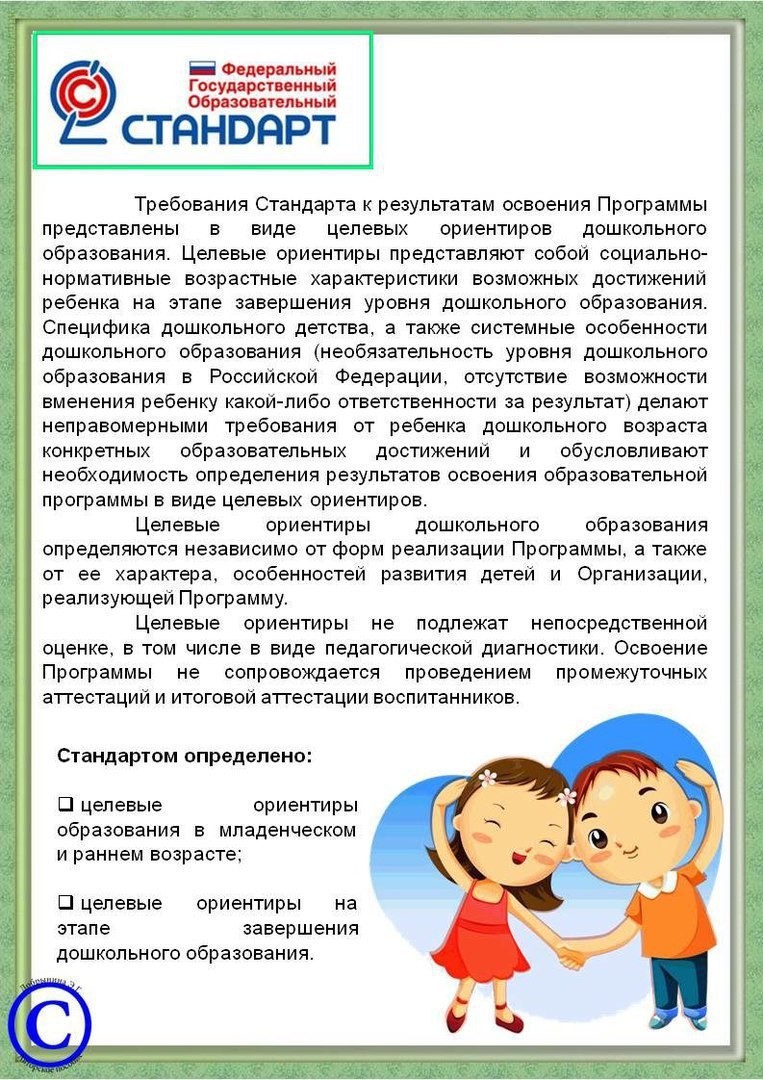 Федеральный
Государственный
Образовательный
СТАНДАРТ
Требования Стандарта к результатам освоения Программы
представлены в виде целевых ориентиров дошкольного
образования. Целевые ориентиры представляют собой социально-
нормативные возрастные характеристики возможных достижений
ребенка на этапе завершения уровня дошкольного образования.
Специфика дошкольного детства, а также системные особенности
дошкольного образования (необязательность уровня дошкольного
образования в Российской Федерации, отсутствие возможности
вменения ребенку какой-либо ответственности за результат) делают
неправомерными требования от ребенка дошкольного возраста
конкретных образовательных достижений и обусловливают
необходимость определения результатов освоения образовательной
программы в виде целевых ориентиров.
Целевые ориентиры дошкольного образования
определяются независимо от форм реализации Программы, а также
от ее характера, особенностей развития детей и Организации,
реализующей Программу.
Целевые ориентиры не подлежат непосредственной
оценке, в том числе в виде педагогической диагностики. Освоение
Программы не сопровождается проведением промежуточных
аттестаций и итоговой аттестации воспитанников.
Стандартом определено:
❑ целевые ориентиры
образования в младенческом
и раннем возрасте;
❑ целевые ориентиры на
этапе завершения
дошкольного образования.
Добрынина Э.Г.
C